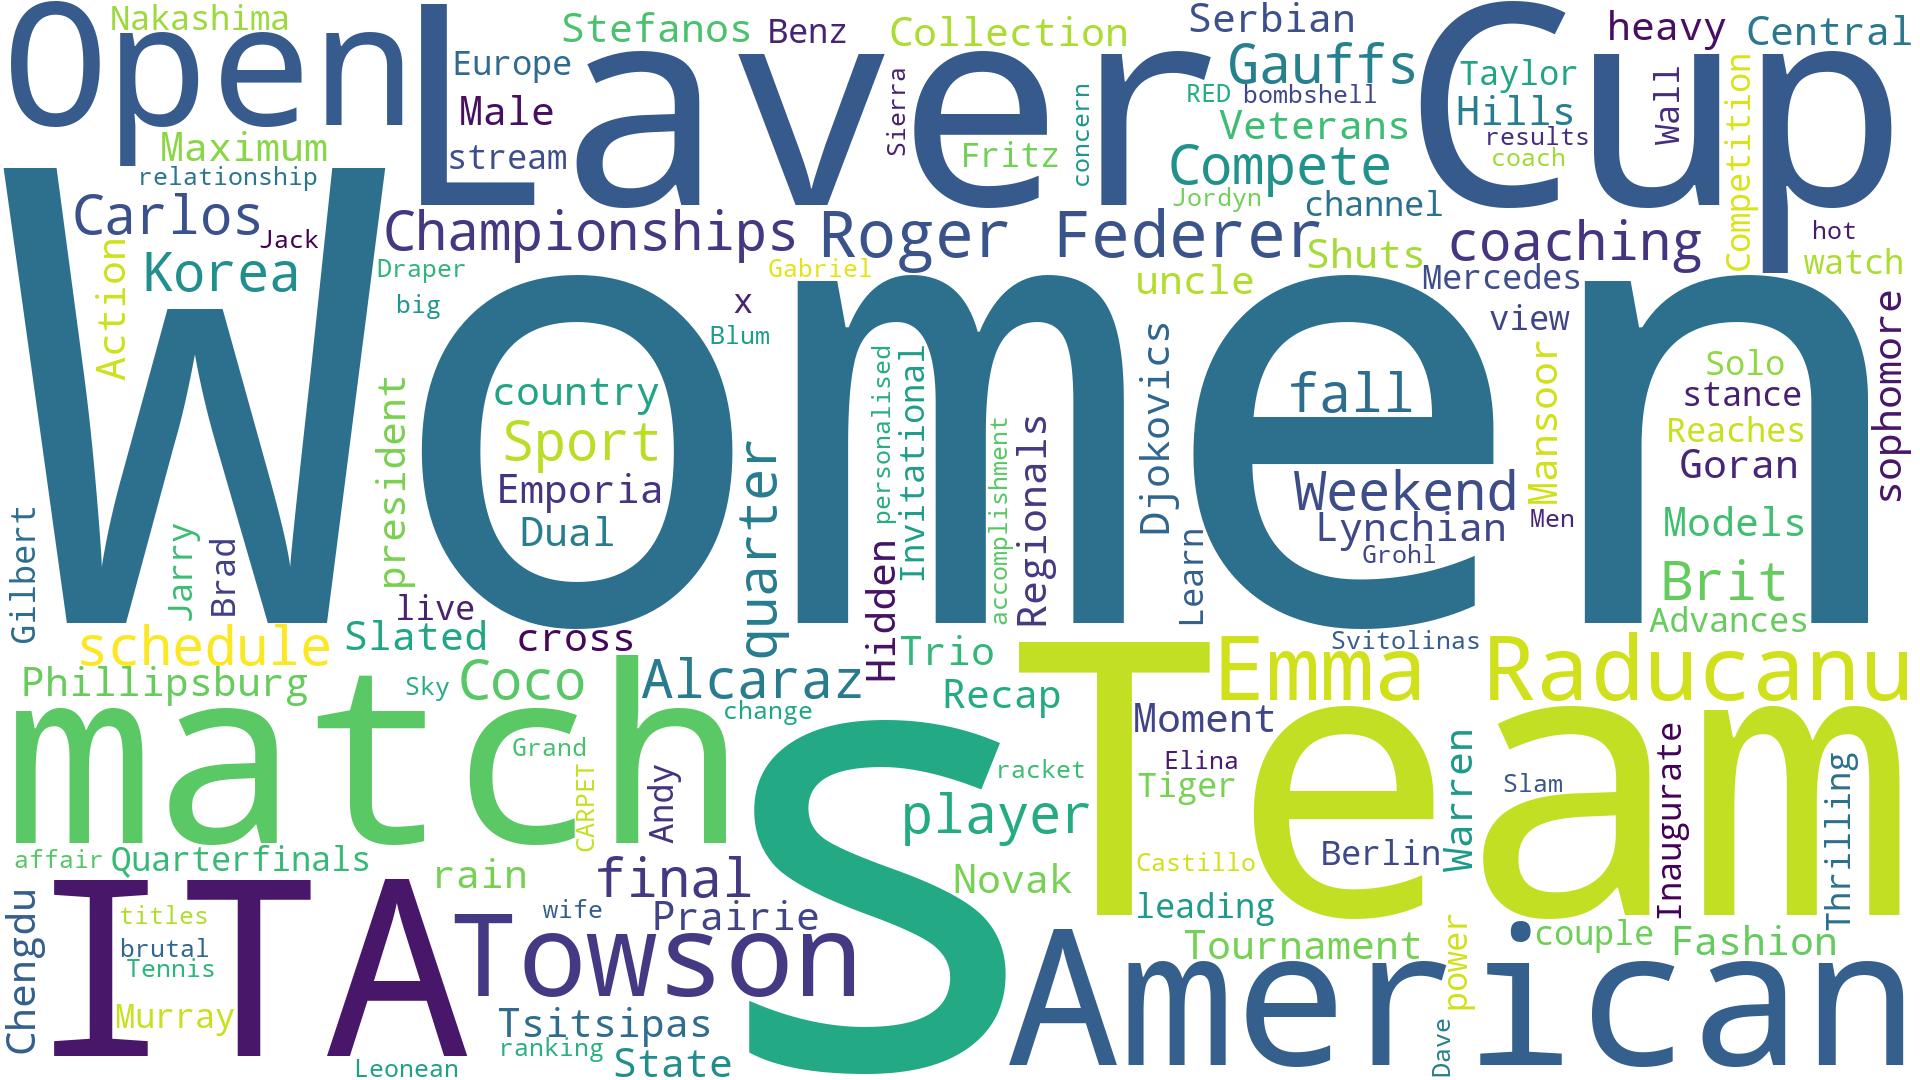 Nakashima
Open
Laver Cup
Stefanos
Benz
Collection
Serbian
heavy
Central
Europe
Gauffs
Taylor
Male
Sierra
concern
RED
bombshell
Hills
Wall
Competition
Maximum
stream
Fritz
Veterans
results
coach
relationship
Compete
Jordyn
channel
Carlos
Jack
Championships
Roger Federer
Shuts
coaching
hot
watch
Action
Korea
Draper
Gabriel
uncle
Mercedes
big
x
Blum
view
sophomore
Women
president
country
Sport
Emporia
Dual
quarter
personalised
Invitational
Hidden
accomplishment
Regionals
Djokovics
Learn
fall
Weekend
Lynchian
Grohl
Mansoor
Men
Solo
stance
Reaches
Goran
Models
Brit
Advances
Gilbert
Jarry
Brad
live
schedule
Slated
cross
Trio
Svitolinas
Phillipsburg
Sky
Coco
Alcaraz
change
Recap
Emma Raducanu
match
Grand
CARPET
Andy
S
racket
player
Team
Moment
Elina
Tiger
Warren
Slam
Inaugurate
Thrilling
affair
Quarterfinals
rain
final
Novak
Castillo
Berlin
leading
Chengdu
ITA
titles
brutal
Tennis
Murray
wife
Prairie
Towson
Tournament
power
couple
Fashion
American
Tsitsipas
ranking
State
Leonean
Dave